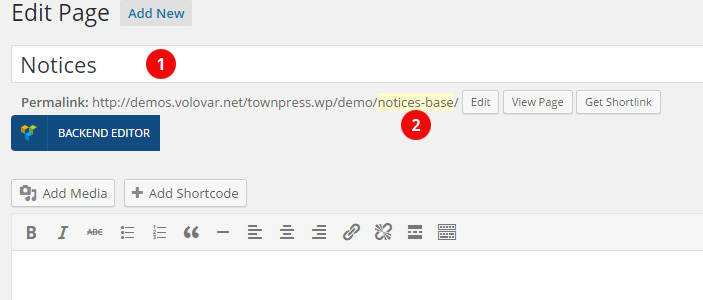 Edit Page Add New
Notices 1
Permalink: http://demos.volovar.net/townpress.wp/demo/notices-base/ Edit View Page Get Shortlink
2
BACKEND EDITOR
Add Media Add Shortcode
B I ABC